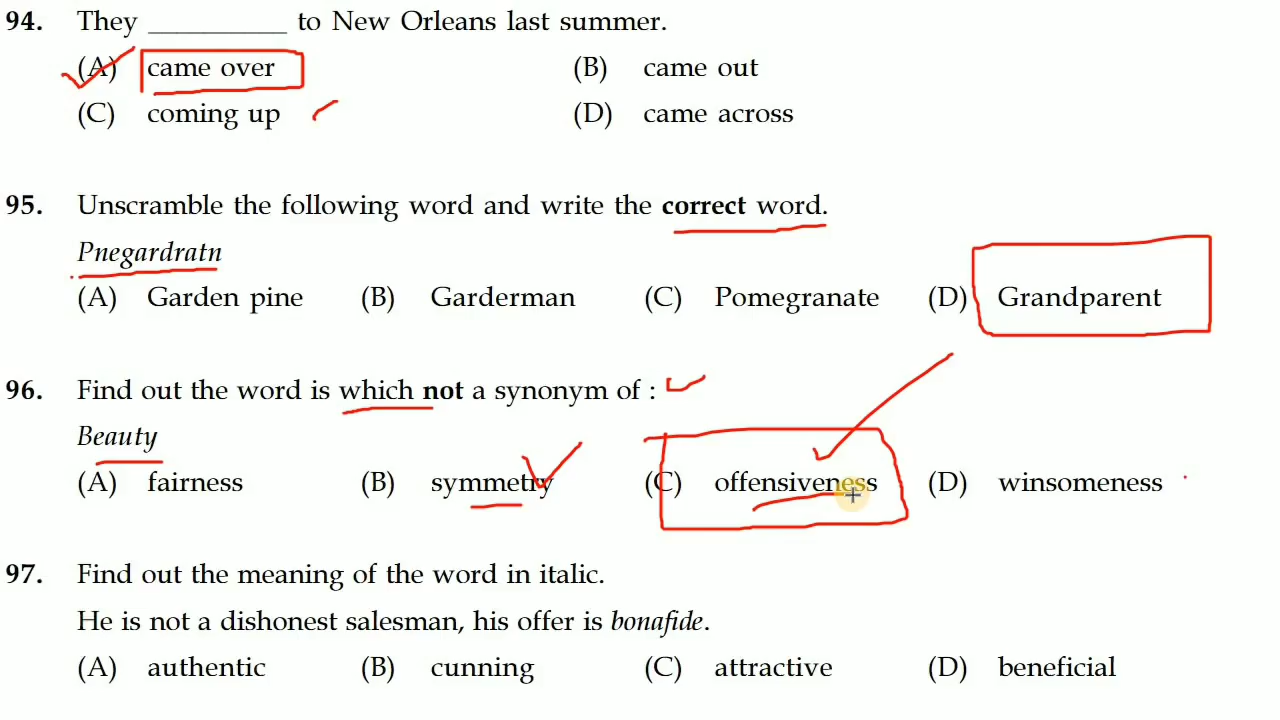 94. They __________ to New Orleans last summer.
(A) came over (B) came out
(C) coming up (D) came across
95. Unscramble the following word and write the correct word.
Pnegardratn
(A) Garden pine (B) Garderman (C) Pomegranate (D) Grandparent
96. Find out the word is which not a synonym of :
Beauty
(A) fairness (B) symmetry (C) offensiveness (D) winsomeness
97. Find out the meaning of the word in italic.
He is not a dishonest salesman, his offer is bonafide.
(A) authentic (B) cunning (C) attractive (D) beneficial